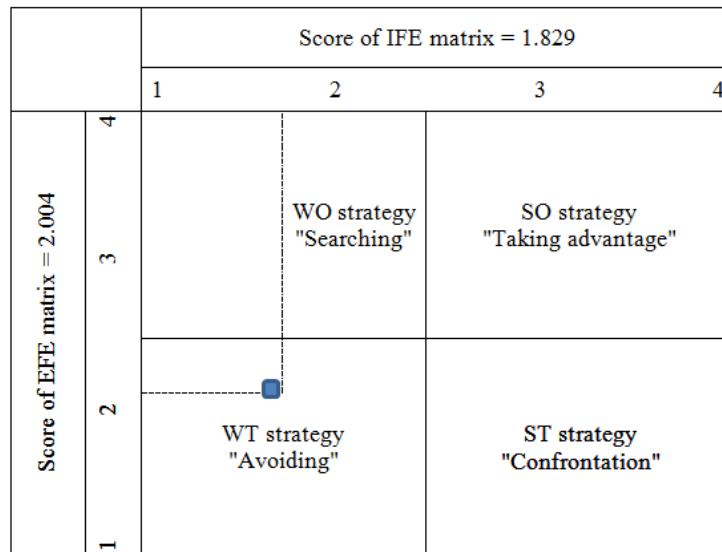 Score of IFE matrix = 1.829
1 2 3 4
Score of EFE matrix = 2.004
4
3
2
1
WO strategy
"Searching"
SO strategy
"Taking advantage"
WT strategy
"Avoiding"
ST strategy
"Confrontation"